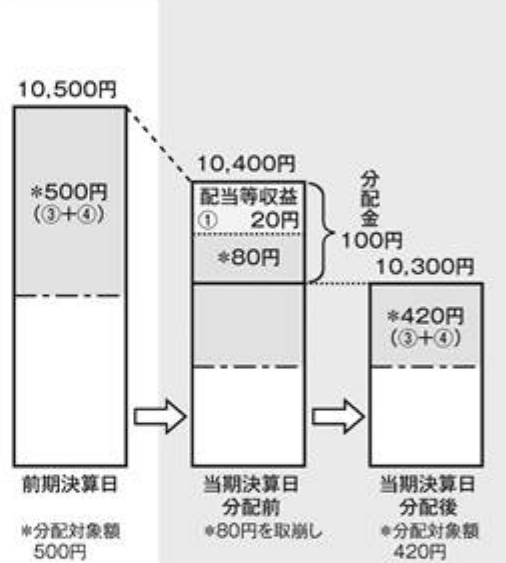 10,500円
*500円
(③+④)
10,400円
配当等収益
① 20円
*80円
分配金
100円
10,300円
*420円
(③+④)
前期決算日
*分配対象額
500円
当期決算日
分配前
*80円を取崩し
当期決算日
分配後
*分配対象額
420円